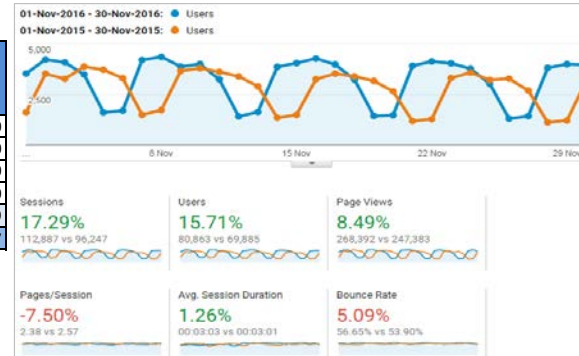 01-Nov-2016 - 30-Nov-2016: Users
01-Nov-2015 - 30-Nov-2015: Users
5,000
2,500
...
8 Nov
15 Nov
22 Nov
29 Nov
Sessions
17.29%
112,887 vs 96,247
Users
15.71%
80,863 vs 69,885
Page Views
8.49%
268,392 vs 247,383
Pages/Session
-7.50%
2.38 vs 2.57
Avg. Session Duration
1.26%
00:03:03 vs 00:03:01
Bounce Rate
5.09%
56.65% vs 53.90%